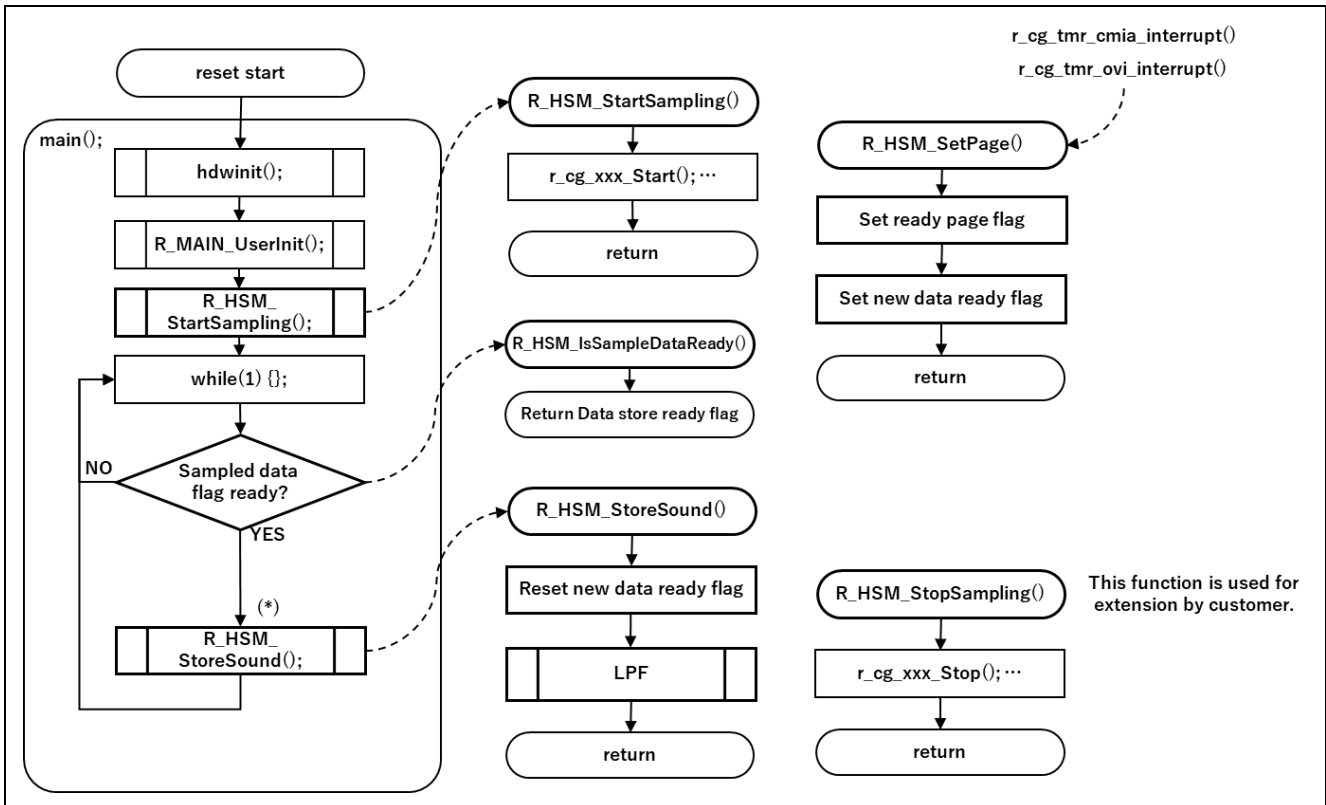 reset start
main();
hdwinit();
R_MAIN_UserInit();
R_HSM_
StartSampling();
while(1) {};
NO
Sampled data
flag ready?
YES
(*)
R_HSM_
StoreSound();
R_HSM_StartSampling()
r_cg_xxx_Start(); ⋯
return
R_HSM_IsSampleDataReady()
Return Data store ready flag
R_HSM_StoreSound()
Reset new data ready flag
LPF
return
r_cg_tmr_cmia_interrupt()
r_cg_tmr_ovi_interrupt()
R_HSM_SetPage()
Set ready page flag
Set new data ready flag
return
R_HSM_StopSampling()
r_cg_xxx_Stop(); ⋯
return
This function is used for
extension by customer.